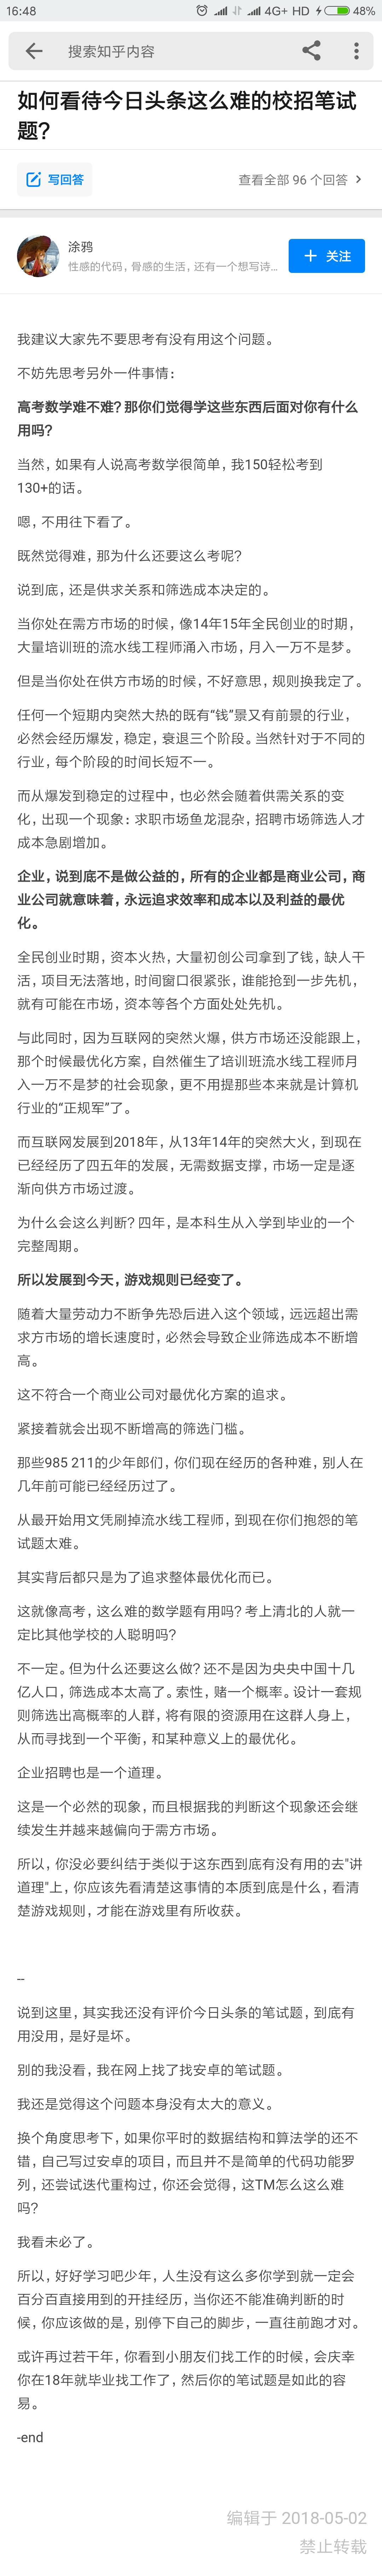 16:48
4G+ HD 48%
搜索知乎内容
如何看待今日头条这么难的校招笔试
题?
写回答
查看全部 96 个回答
涂鸦
性感的代码, 骨感的生活, 还有一个想写诗...
关注
我建议大家先不要思考有没有用这个问题。
不妨先思考另外一件事情:
高考数学难不难? 那你们觉得学这些东西后面对你有什么
用吗?
当然, 如果有人说高考数学很简单, 我150轻松考到
130+的话。
嗯, 不用往下看了。
既然觉得难, 那为什么还要这么考呢?
说到底, 还是供求关系和筛选成本决定的。
当你处在需方市场的时候, 像14年15年全民创业的时期,
大量培训班的流水线工程师涌入市场, 月入一万不是梦。
但是当你处在供方市场的时候, 不好意思, 规则换我定了。
任何一个短期内突然大热的既有“钱”景又有前景的行业,
必然会经历爆发, 稳定, 衰退三个阶段。当然针对于不同的
行业, 每个阶段的时间长短不一。
而从爆发到稳定的过程中, 也必然会随着供需关系的变
化, 出现一个现象: 求职市场鱼龙混杂, 招聘市场筛选人才
成本急剧增加。
企业, 说到底不是做公益的, 所有的企业都是商业公司, 商
业公司就意味着, 永远追求效率和成本以及利益的最优
化。
全民创业时期, 资本火热, 大量初创公司拿到了钱, 缺人干
活, 项目无法落地, 时间窗口很紧张, 谁能抢到一步先机,
就有可能在市场, 资本等各个方面处处先机。
与此同时, 因为互联网的突然火爆, 供方市场还没能跟上,
那个时候最优化方案, 自然催生了培训班流水线工程师月
入一万不是梦的社会现象, 更不用提那些本来就是计算机
行业的“正规军”了。
而互联网发展到2018年, 从13年14年的突然大火, 到现在
已经经历了四五年的发展, 无需数据支撑, 市场一定是逐
渐向供方市场过渡。
为什么会这么判断? 四年, 是本科生从入学到毕业的一个
完整周期。
所以发展到今天, 游戏规则已经变了。
随着大量劳动力不断争先恐后进入这个领域, 远远超出需
求方市场的增长速度时, 必然会导致企业筛选成本不断增
高。
这不符合一个商业公司对最优化方案的追求。
紧接着就会出现不断增高的筛选门槛。
那些985 211的少年郎们, 你们现在经历的各种难, 别人在
几年前可能已经经历过了。
从最开始用文凭刷掉流水线工程师, 到现在你们抱怨的笔
试题太难。
其实背后都只是为了追求整体最优化而已。
这就像高考, 这么难的数学题有用吗? 考上清北的人就一
定比其他学校的人聪明吗?
不一定。但为什么还要这么做? 还不是因为央央中国十几
亿人口, 筛选成本太高了。索性, 赌一个概率。设计一套规
则筛选出高概率的人群, 将有限的资源用在这群人身上,
从而寻找到一个平衡, 和某种意义上的最优化。
企业招聘也是一个道理。
这是一个必然的现象, 而且根据我的判断这个现象还会继
续发生并越来越偏向于需方市场。
所以, 你没必要纠结于类似于这东西到底有没有用的去"讲
道理"上, 你应该先看清楚这事情的本质到底是什么, 看清
楚游戏规则, 才能在游戏里有所收获。
--
说到这里, 其实我还没有评价今日头条的笔试题, 到底有
用没用, 是好是坏。
别的我没看, 我在网上找了找安卓的笔试题。
我还是觉得这个问题本身没有太大的意义。
换个角度思考下, 如果你平时的数据结构和算法学的还不
错, 自己写过安卓的项目, 而且并不是简单的代码功能罗
列, 还尝试迭代重构过, 你还会觉得, 这TM怎么这么难
吗?
我看未必了。
所以, 好好学习吧少年, 人生没有这么多你学到就一定会
百分百直接用到的开挂经历, 当你还不能准确判断的时
候, 你应该做的是, 别停下自己的脚步, 一直往前跑才对。
或许再过若干年, 你看到小朋友们找工作的时候, 会庆幸
你在18年就毕业找工作了, 然后你的笔试题是如此的容
易。
-end
编辑于 2018-05-02
禁止转载